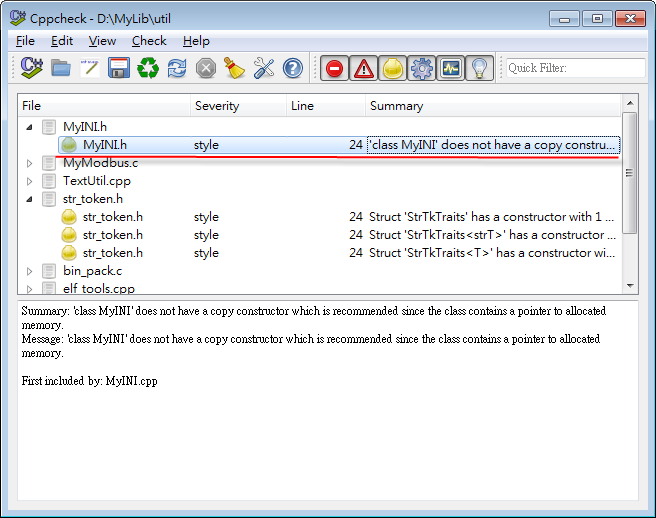 Cppcheck - D:\MyLib\util
File Edit View Check Help
Quick Filter:
File Severity Line Summary
MyINI.h
MyINI.h style 24 'class MyINI' does not have a copy constru...
MyModbus.c
TextUtil.cpp
str_token.h
str_token.h style 24 Struct 'StrTkTraits' has a constructor with 1 ...
str_token.h style 24 Struct 'StrTkTraits<strT>' has a constructor ...
str_token.h style 24 Struct 'StrTkTraits<T>' has a constructor wi...
bin_pack.c
elf_tools.cpp
Summary: 'class MyINI' does not have a copy constructor which is recommended since the class contains a pointer to allocated
memory.
Message: 'class MyINI' does not have a copy constructor which is recommended since the class contains a pointer to allocated
memory.
First included by: MyINI.cpp